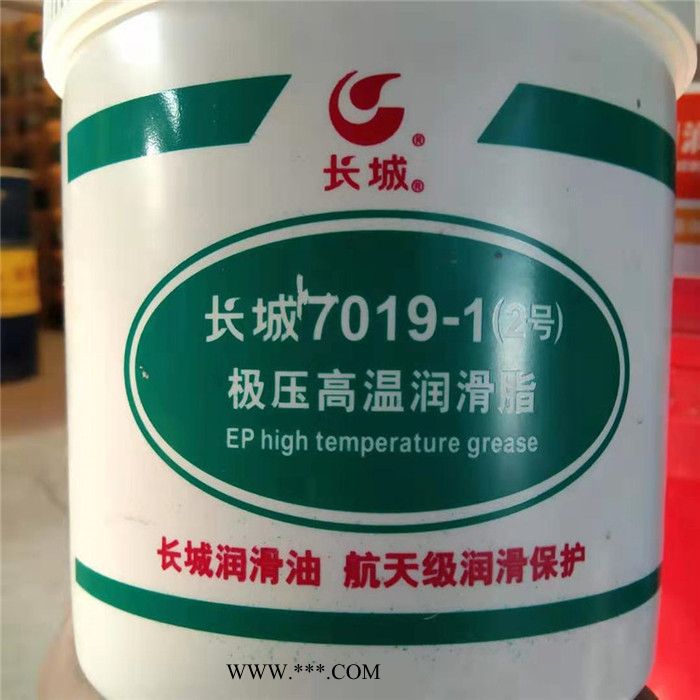 ®
长城®
长城7019-1(2号)
极压高温润滑脂
EP high temperature grease
长城润滑油 航天级润滑保护
WWW.***.COM